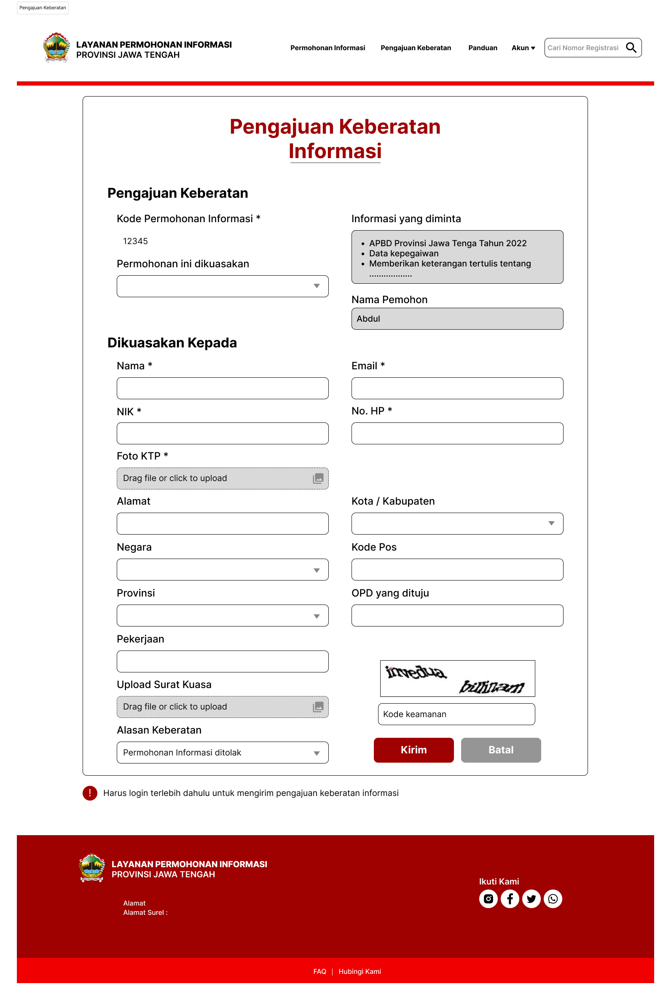 Pengajuan Keberatan
LAYANAN PERMOHONAN INFORMASI
PROVINSI JAWA TENGAH
Permohonan Informasi
Pengajuan Keberatan
Panduan
Akun
Cari Nomor Registrasi
Pengajuan Keberatan
Informasi
Pengajuan Keberatan
Kode Permohonan Informasi *
12345
Permohonan ini dikuasakan
Informasi yang diminta
• APBD Provinsi Jawa Tenga Tahun 2022
• Data kepegaiwan
• Memberikan keterangan tertulis tentang
..................
Nama Pemohon
Abdul
Dikuasakan Kepada
Nama *
Email *
NIK *
No. HP *
Foto KTP *
Drag file or click to upload
Alamat
Kota / Kabupaten
Negara
Kode Pos
Provinsi
OPD yang dituju
Pekerjaan
Upload Surat Kuasa
Drag file or click to upload
Alasan Keberatan
Permohonan Informasi ditolak
invedua
Kode keamanan
Kirim
Batal
! Harus login terlebih dahulu untuk mengirim pengajuan keberatan informasi
LAYANAN PERMOHONAN INFORMASI
PROVINSI JAWA TENGAH
Alamat
Alamat Surel :
Ikuti Kami
FAQ | Hubingi Kami